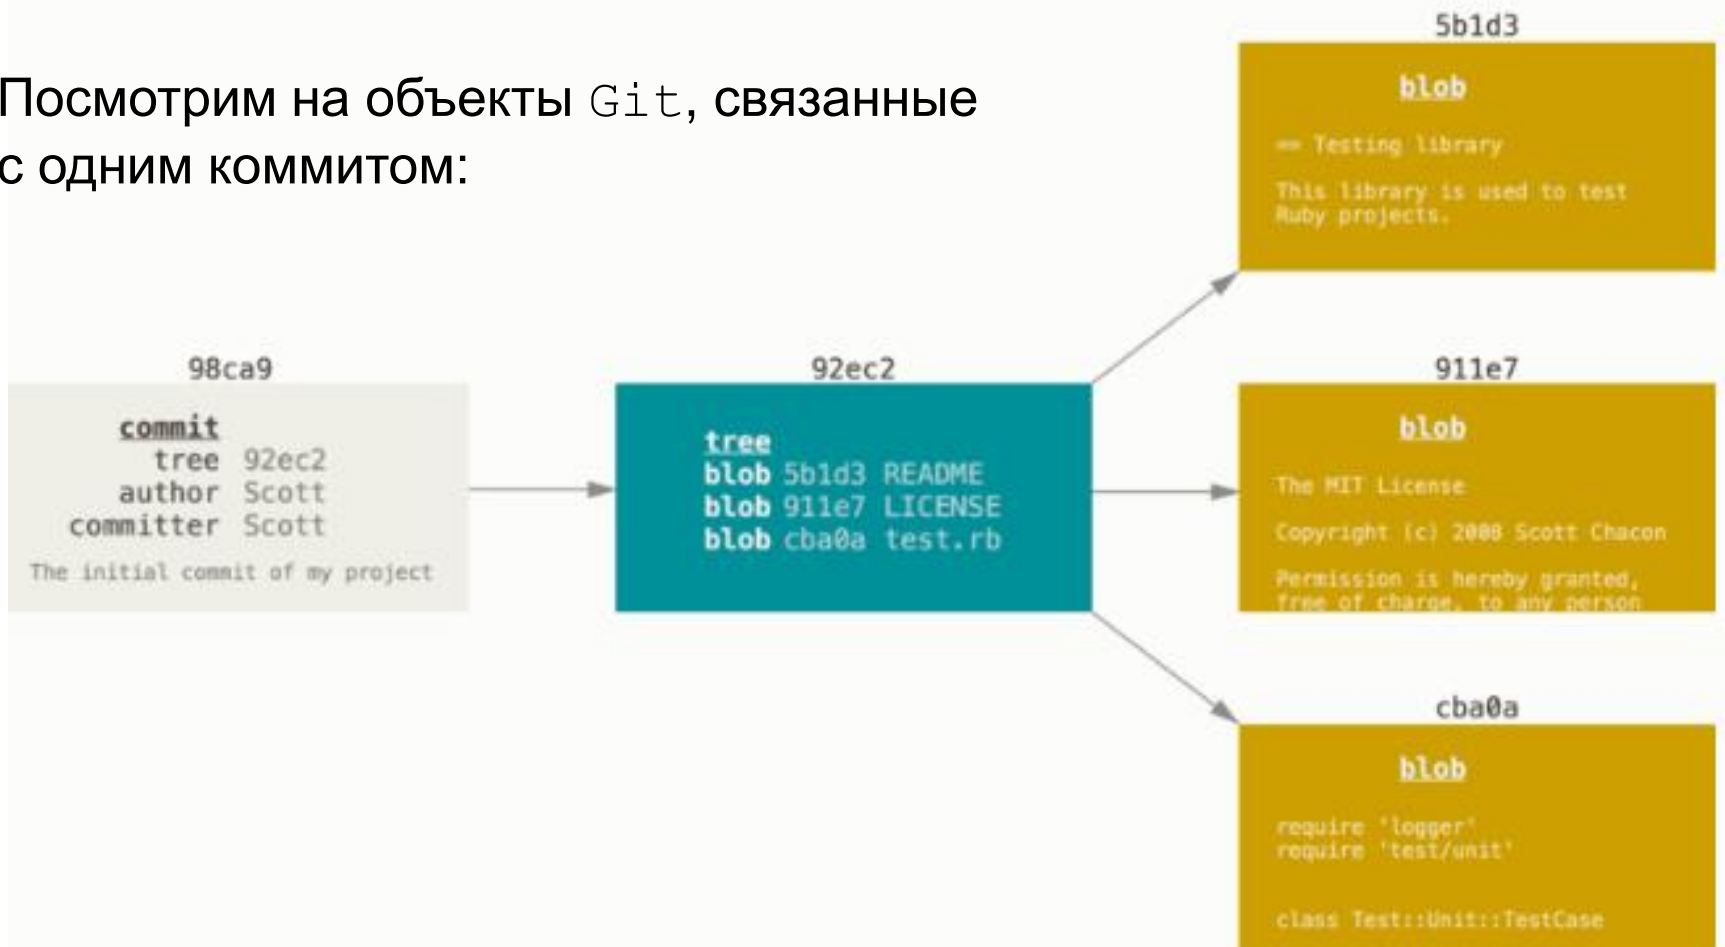 Посмотрим на объекты Git, связанные
с одним коммитом:
98ca9
commit
tree 92ec2
author Scott
committer Scott
The initial commit of my project
92ec2
tree
blob 5b1d3 README
blob 911e7 LICENSE
blob cba0a test.rb
5b1d3
blob
== Testing library
This library is used to test
Ruby projects.
911e7
blob
The MIT License
Copyright (c) 2008 Scott Chacon
Permission is hereby granted,
free of charge, to any person
cba0a
blob
require 'logger'
require 'test/unit'
class Test::Unit::TestCase